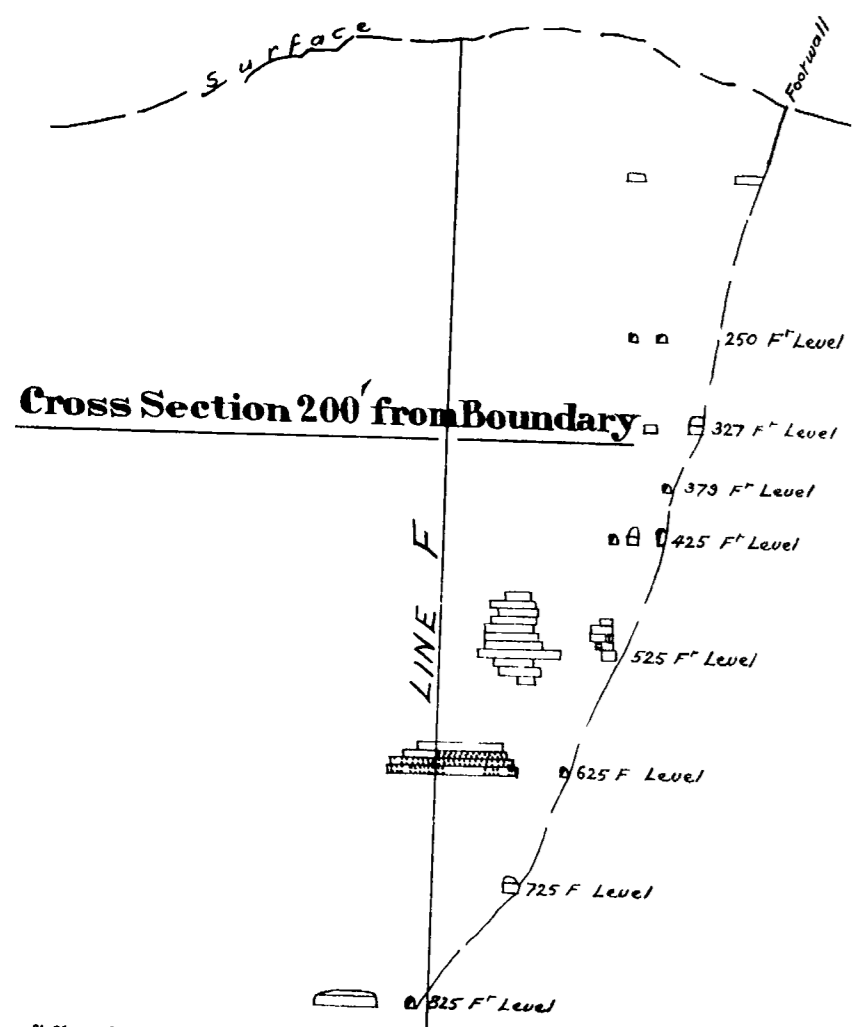 Surface
Footwall
250 Fᵗ Level
Cross Section 200′ from Boundary
327 Fᵗ Level
379 Fᵗ Level
425 Fᵗ Level
LINE F
525 Fᵗ Level
625 F Level
725 F Level
825 Fᵗ Level